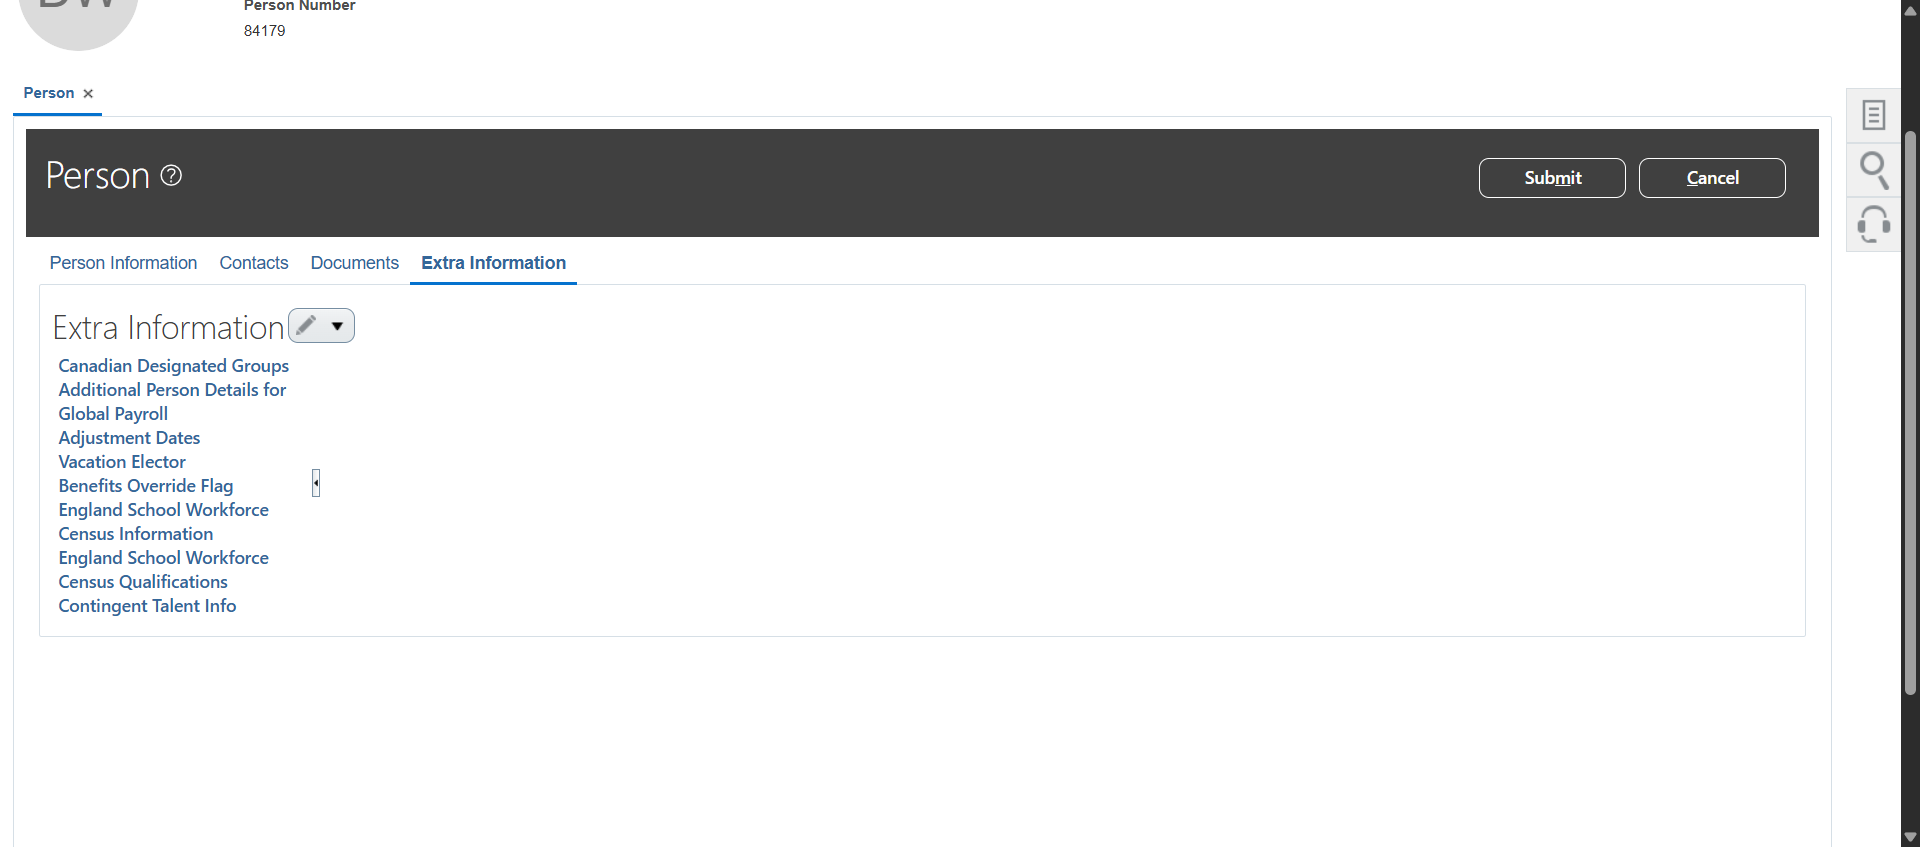 Person Number
84179
Person
Person
Submit
Cancel
Person Information
Contacts
Documents
Extra Information
Extra Information
Canadian Designated Groups
Additional Person Details for
Global Payroll
Adjustment Dates
Vacation Elector
Benefits Override Flag
England School Workforce
Census Information
England School Workforce
Census Qualifications
Contingent Talent Info